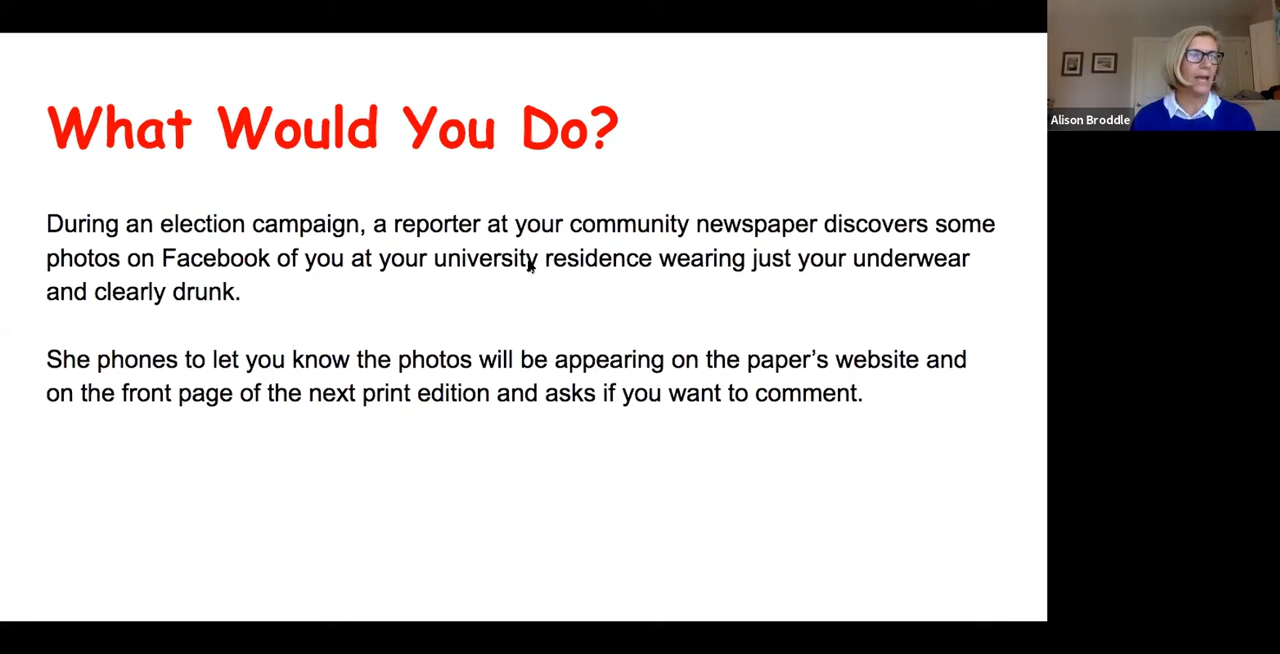 What Would You Do?
During an election campaign, a reporter at your community newspaper discovers some
photos on Facebook of you at your university residence wearing just your underwear
and clearly drunk.
She phones to let you know the photos will be appearing on the paper’s website and
on the front page of the next print edition and asks if you want to comment.
Alison Broddle